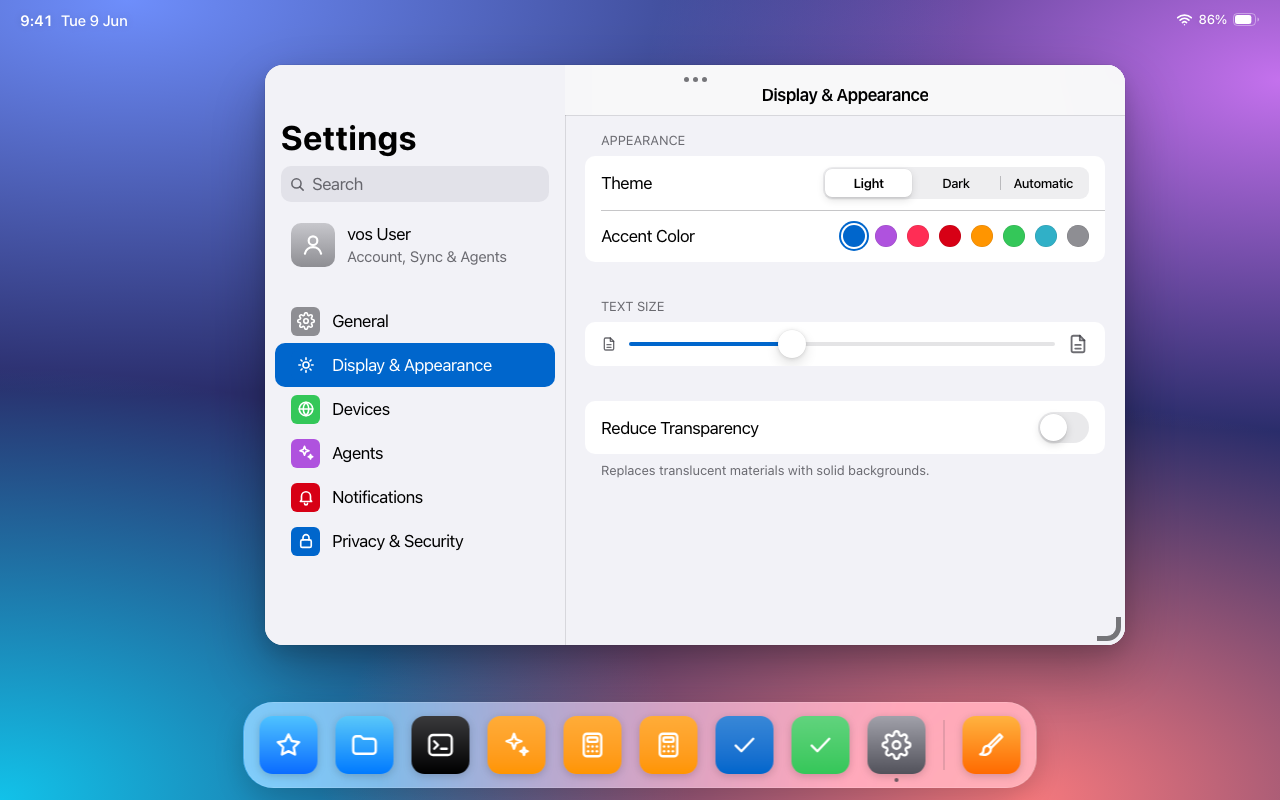 9:41 Tue 9 Jun
86%
Display & Appearance
Settings
Search
vos User
Account, Sync & Agents
General
Display & Appearance
Devices
Agents
Notifications
Privacy & Security
APPEARANCE
Theme
Light
Dark
Automatic
Accent Color
TEXT SIZE
Reduce Transparency
Replaces translucent materials with solid backgrounds.